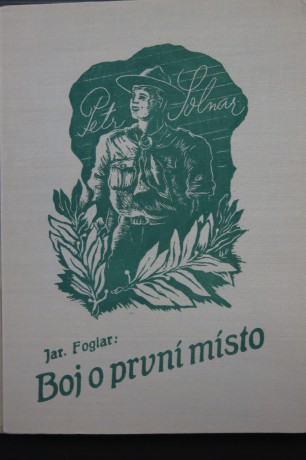 Petr Solnar
Jar. Foglar:
Boj o první místo